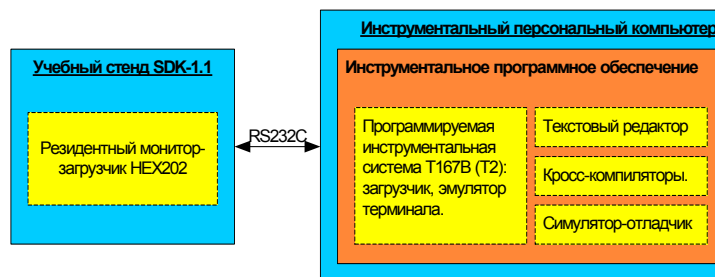 Инструментальный персональный компьютер
Учебный стенд SDK-1.1
Инструментальное программное обеспечение
Резидентный монитор-
загрузчик HEX202
RS232C
Программируемая
инструментальная
система T167B (T2):
загрузчик, эмулятор
терминала.
Текстовый редактор
Кросс-компиляторы.
Симулятор-отладчик